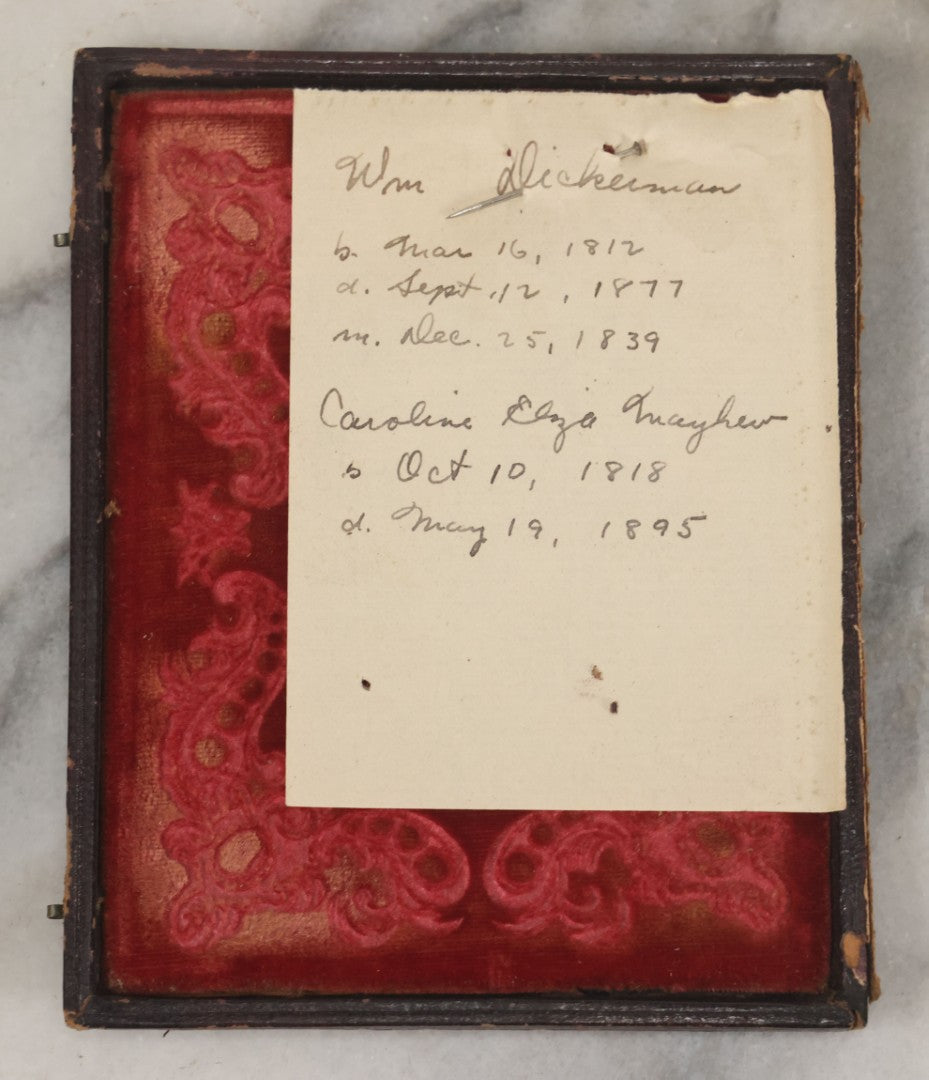 Wm Dickerman
b. Mar 16, 1812
d. Sept. 12, 1877
m. Dec. 25, 1839
Caroline Eliza Mayhew
b Oct 10, 1818
d. May 19, 1895